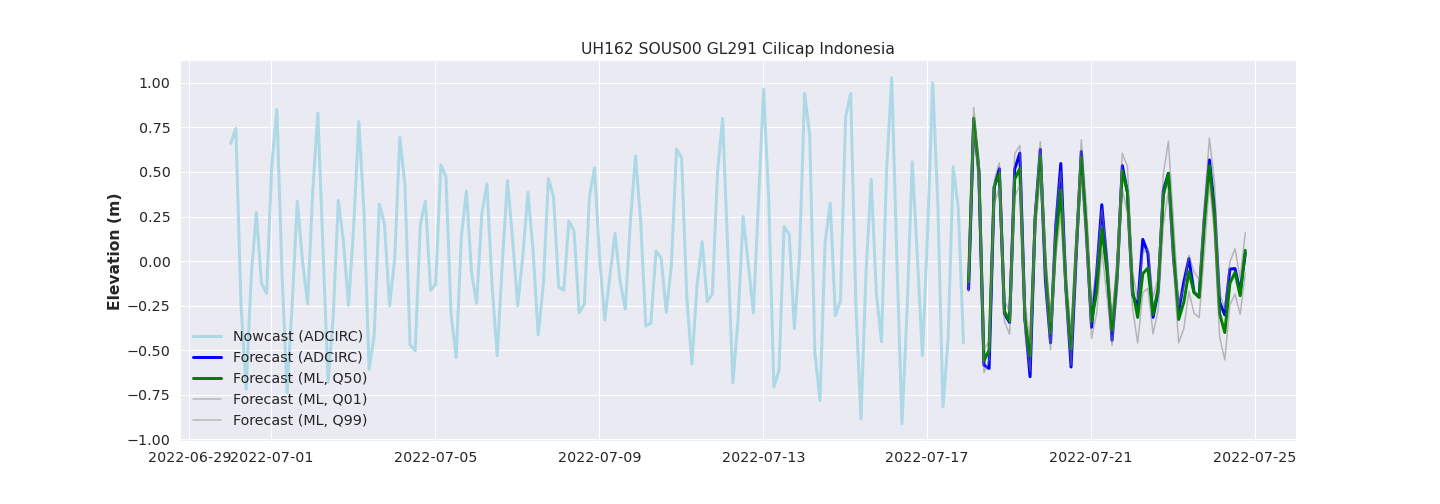 UH162 SOUS00 GL291 Cilicap Indonesia
Elevation (m)
1.00
0.75
0.50
0.25
0.00
−0.25
−0.50
−0.75
−1.00
Nowcast (ADCIRC)
Forecast (ADCIRC)
Forecast (ML, Q50)
Forecast (ML, Q01)
Forecast (ML, Q99)
2022-06-29 2022-07-01 2022-07-05 2022-07-09 2022-07-13 2022-07-17 2022-07-21 2022-07-25